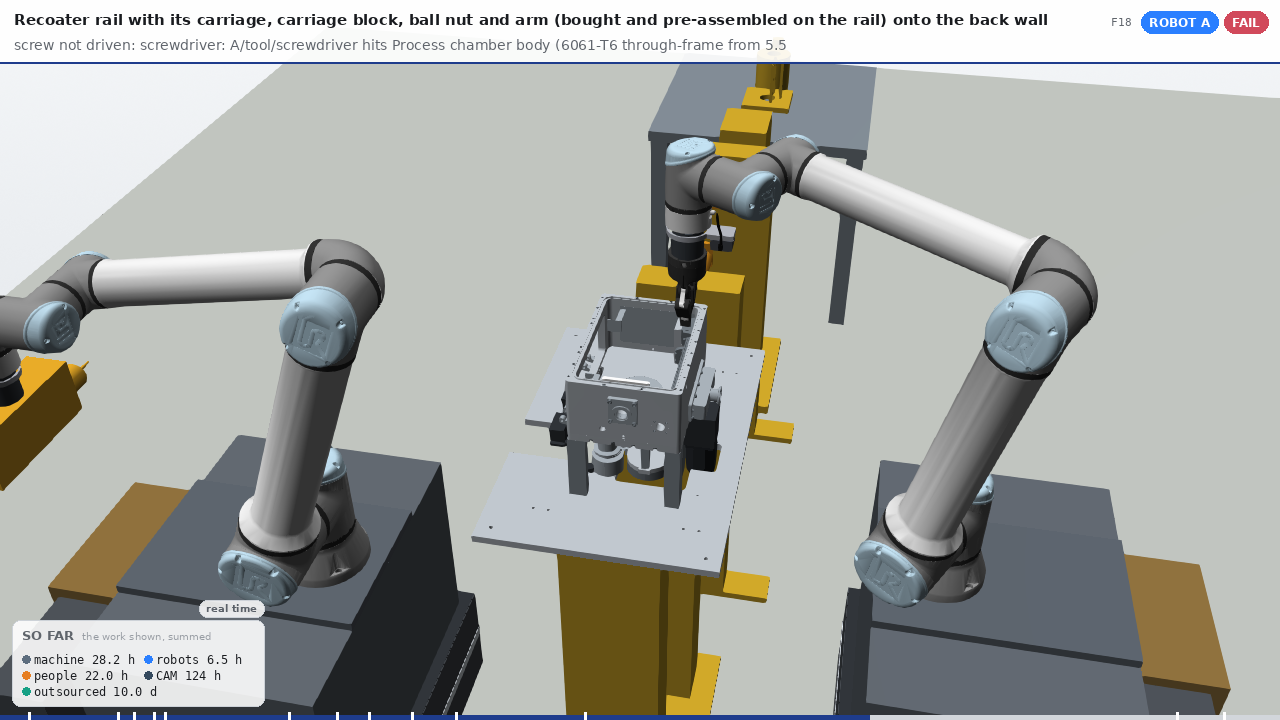 Recoater rail with its carriage, carriage block, ball nut and arm (bought and pre-assembled on the rail) onto the back wall
F18 ROBOT A FAIL
screw not driven: screwdriver: A/tool/screwdriver hits Process chamber body (6061-T6 through-frame from 5.5
real time
SO FAR the work shown, summed
machine 28.2 h robots 6.5 h
people 22.0 h CAM 124 h
outsourced 10.0 d